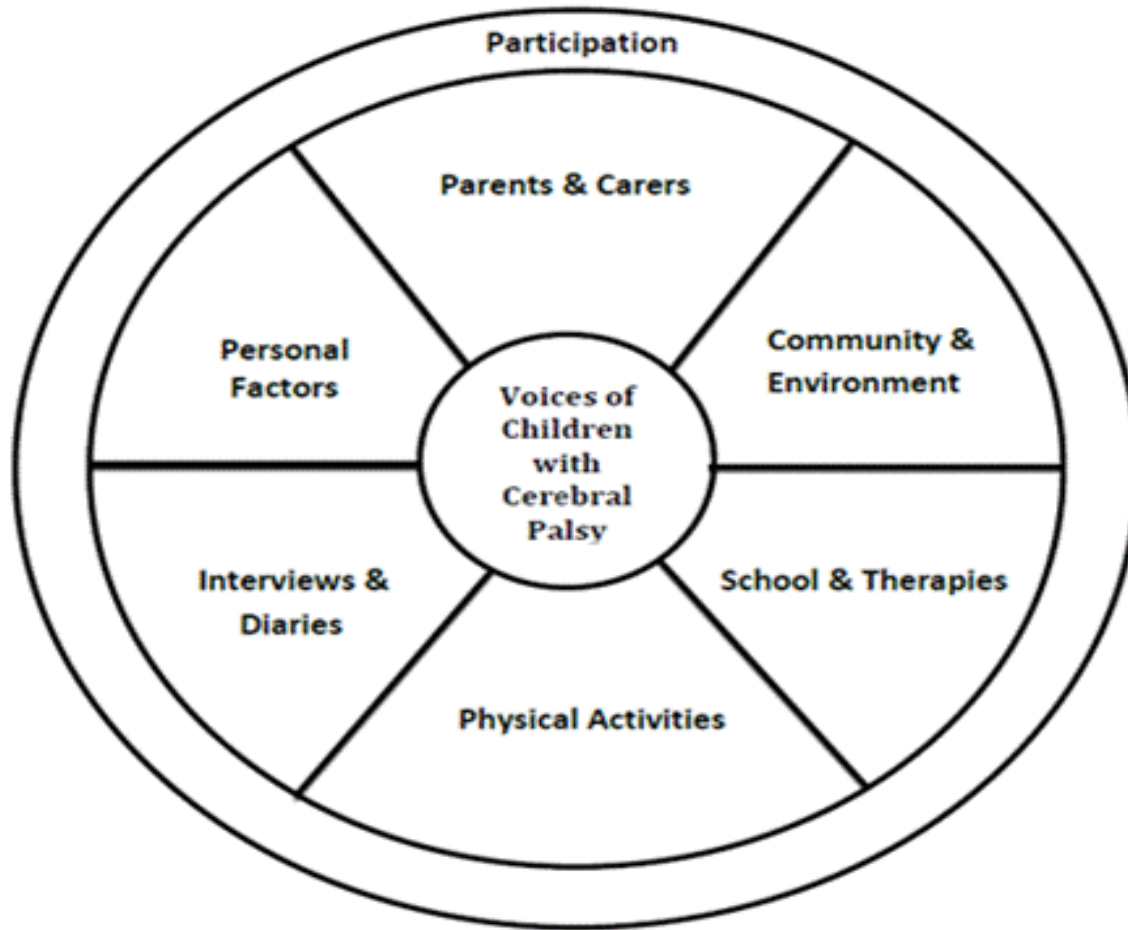 Participation
Parents & Carers
Personal
Factors
Community &
Environment
Voices of
Children
with
Cerebral
Palsy
Interviews &
Diaries
School & Therapies
Physical Activities